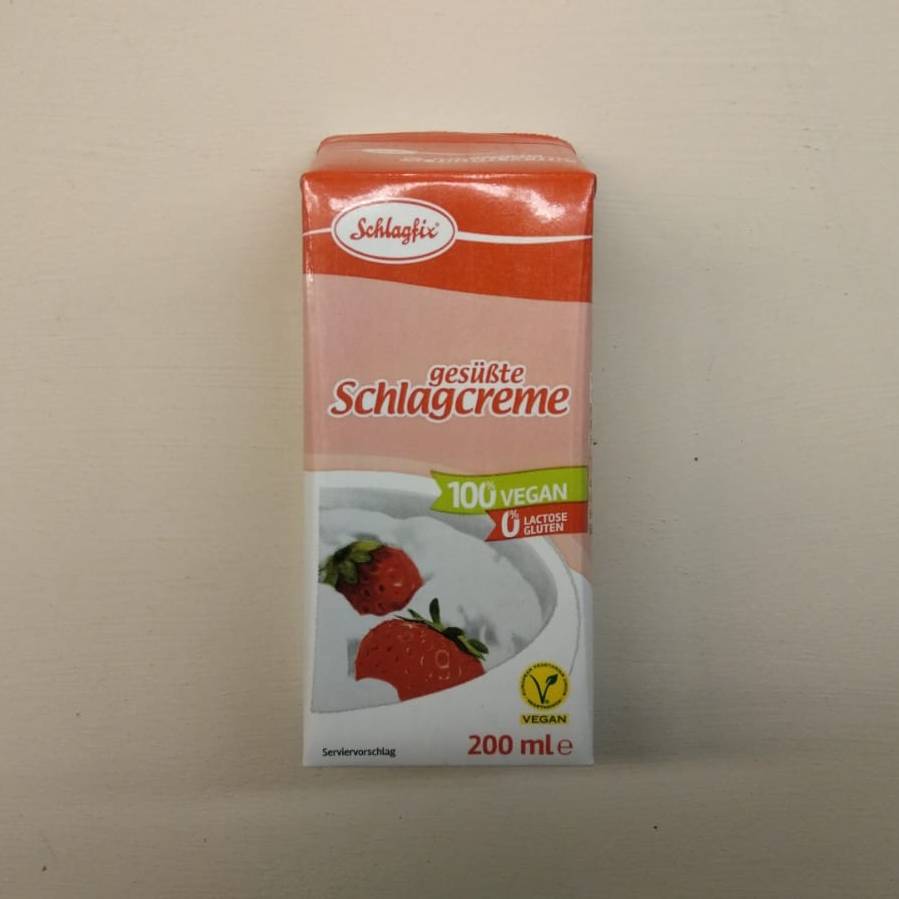 Schlagfix®
gesüßte
Schlagcreme
100% VEGAN
0% LACTOSE
GLUTEN
VEGAN
Serviervorschlag
200 ml e